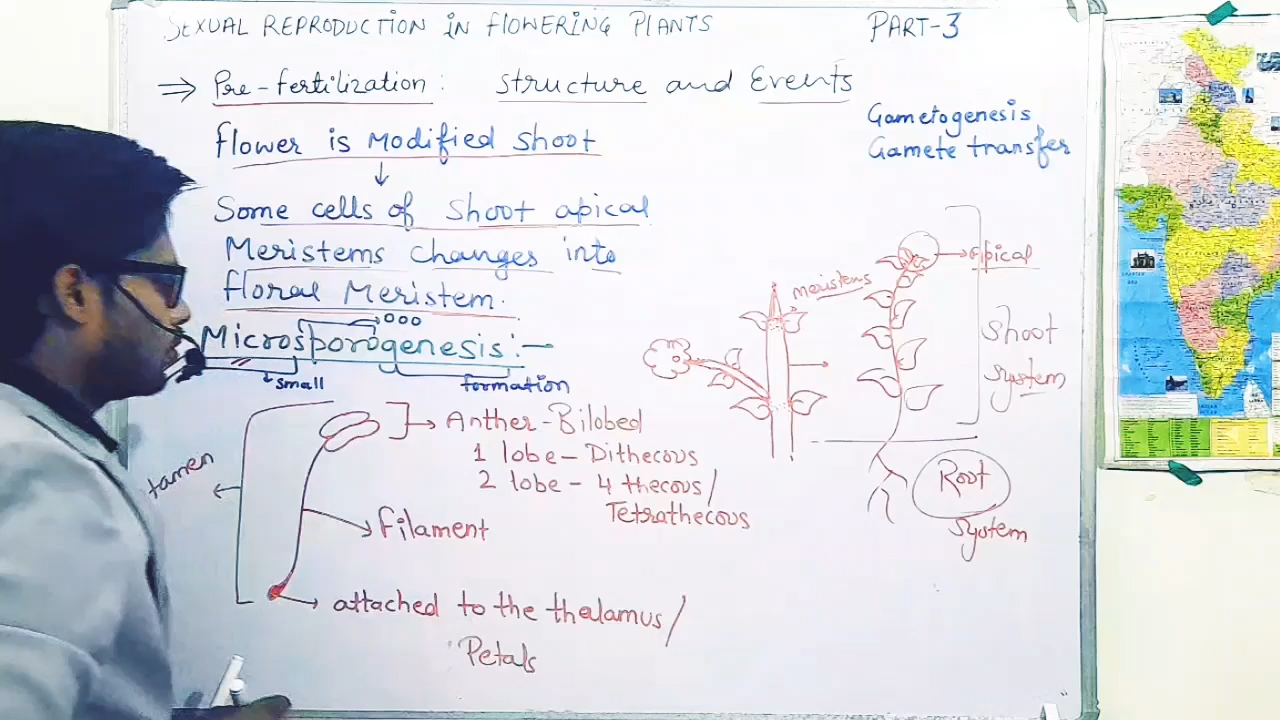 SEXUAL REPRODUCTION IN FLOWERING PLANTS PART-3
⇒ Pre-fertilization: Structure and Events
Gametogenesis
Gamete transfer
flower is Modified Shoot
↓
Some cells of Shoot apical
Meristems Changes into
floral Meristem.
Microsporogenesis:-
small
formation
Anther-Bilobed
1 lobe - Dithecous
2 lobe - 4 thecous/
Tetrathecous
tamen
filament
attached to the thalamus/
Petals
meristems
apical
Shoot
system
Root
system